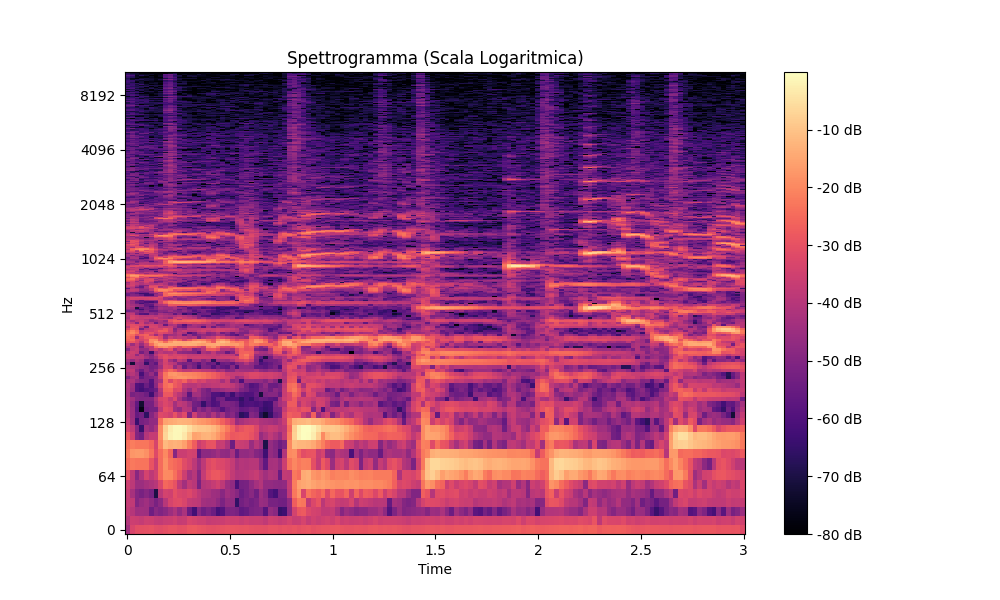 Spettrogramma (Scala Logaritmica)
8192
4096
2048
1024
512
256
128
64
0
Hz
0 0.5 1 1.5 2 2.5 3
Time
-10 dB
-20 dB
-30 dB
-40 dB
-50 dB
-60 dB
-70 dB
-80 dB